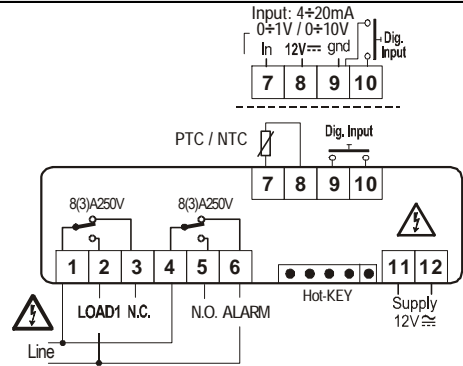 Input: 4÷20mA
0÷1V / 0÷10V
In 12V⎓ gnd
Dig.
Input
7 8 9 10
PTC / NTC
Dig. Input
7 8 9 10
8(3)A250V 8(3)A250V
1 2 3 4 5 6
11 12
LOAD1 N.C. N.O. ALARM
Hot-KEY
Supply
12V≅
Line